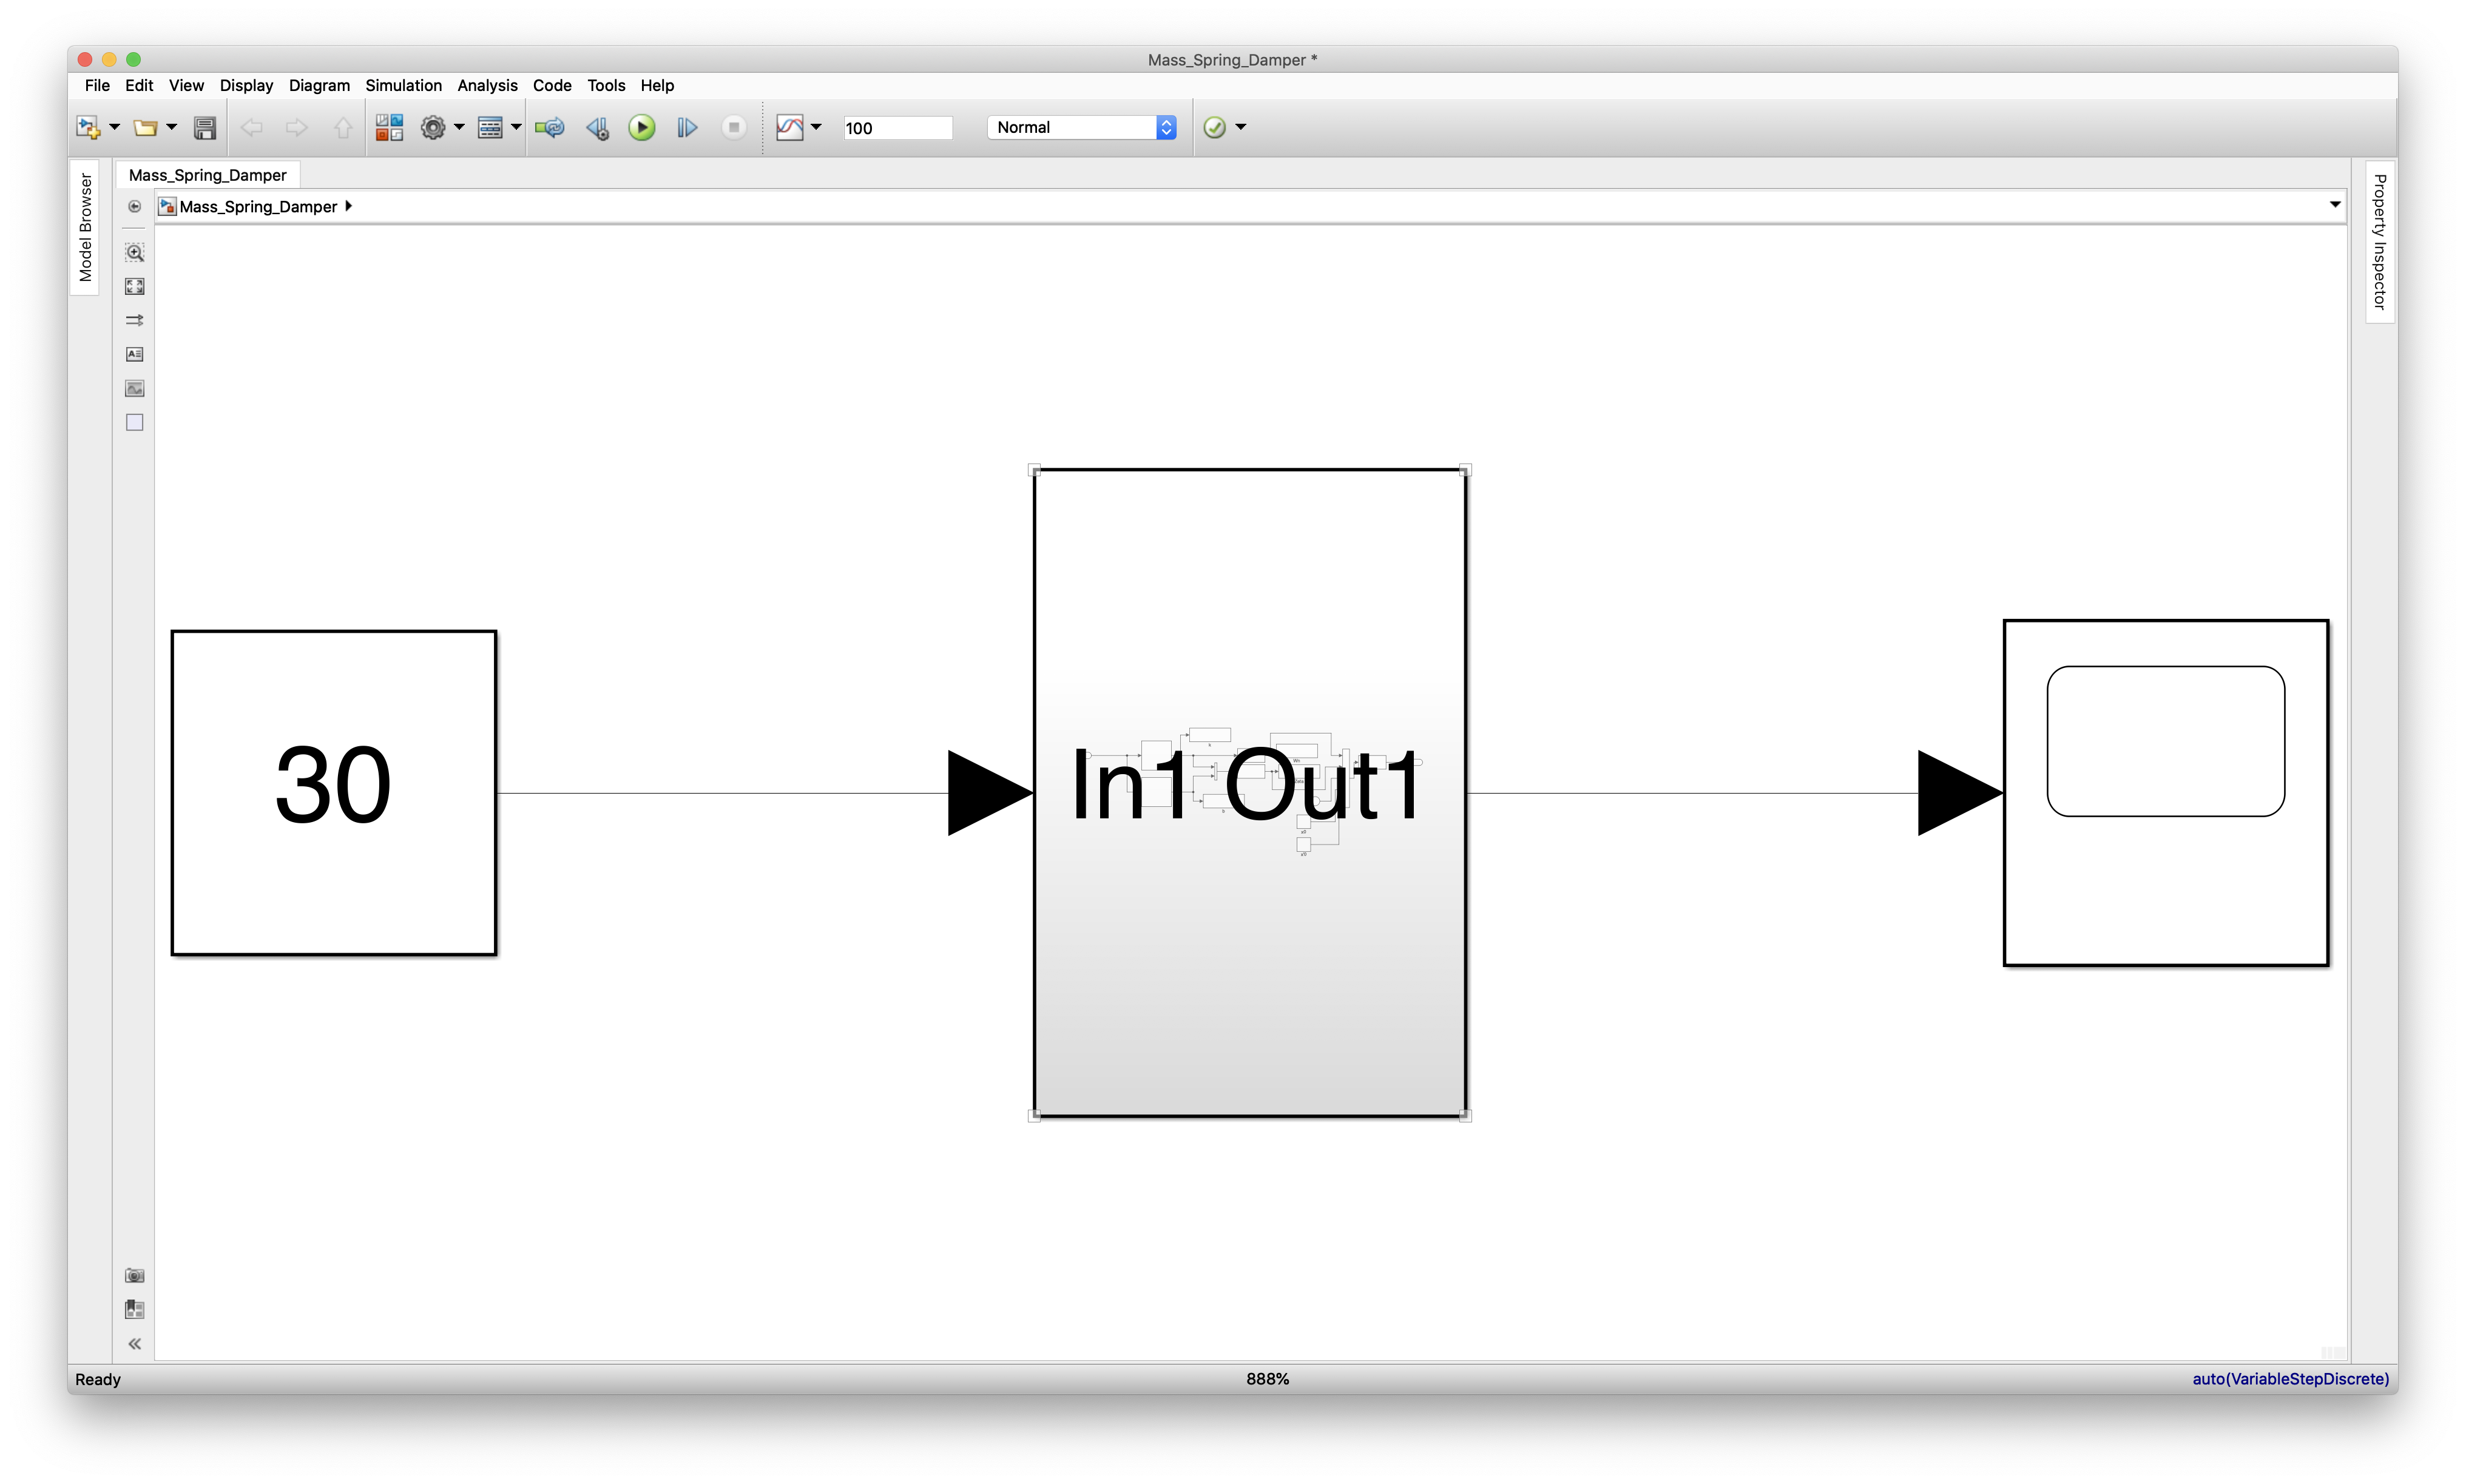 Mass_Spring_Damper *
File Edit View Display Diagram Simulation Analysis Code Tools Help
100 Normal
Model Browser
Mass_Spring_Damper
Mass_Spring_Damper
Property Inspector
30
In1 Out1
Ready 888% auto(VariableStepDiscrete)